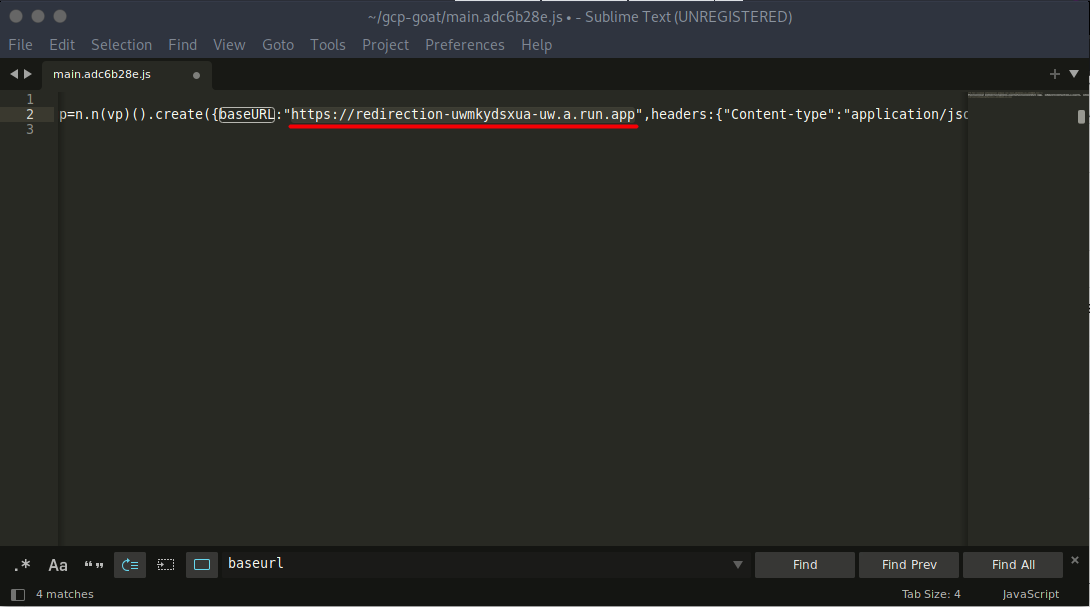 ~/gcp-goat/main.adc6b28e.js • - Sublime Text (UNREGISTERED)
File Edit Selection Find View Goto Tools Project Preferences Help
main.adc6b28e.js
1
2 p=n.n(vp)().create({baseURL:"https://redirection-uwmkydsxua-uw.a.run.app",headers:{"Content-type":"application/jsc
3
.* Aa “” baseurl Find Find Prev Find All
4 matches Tab Size: 4 JavaScript